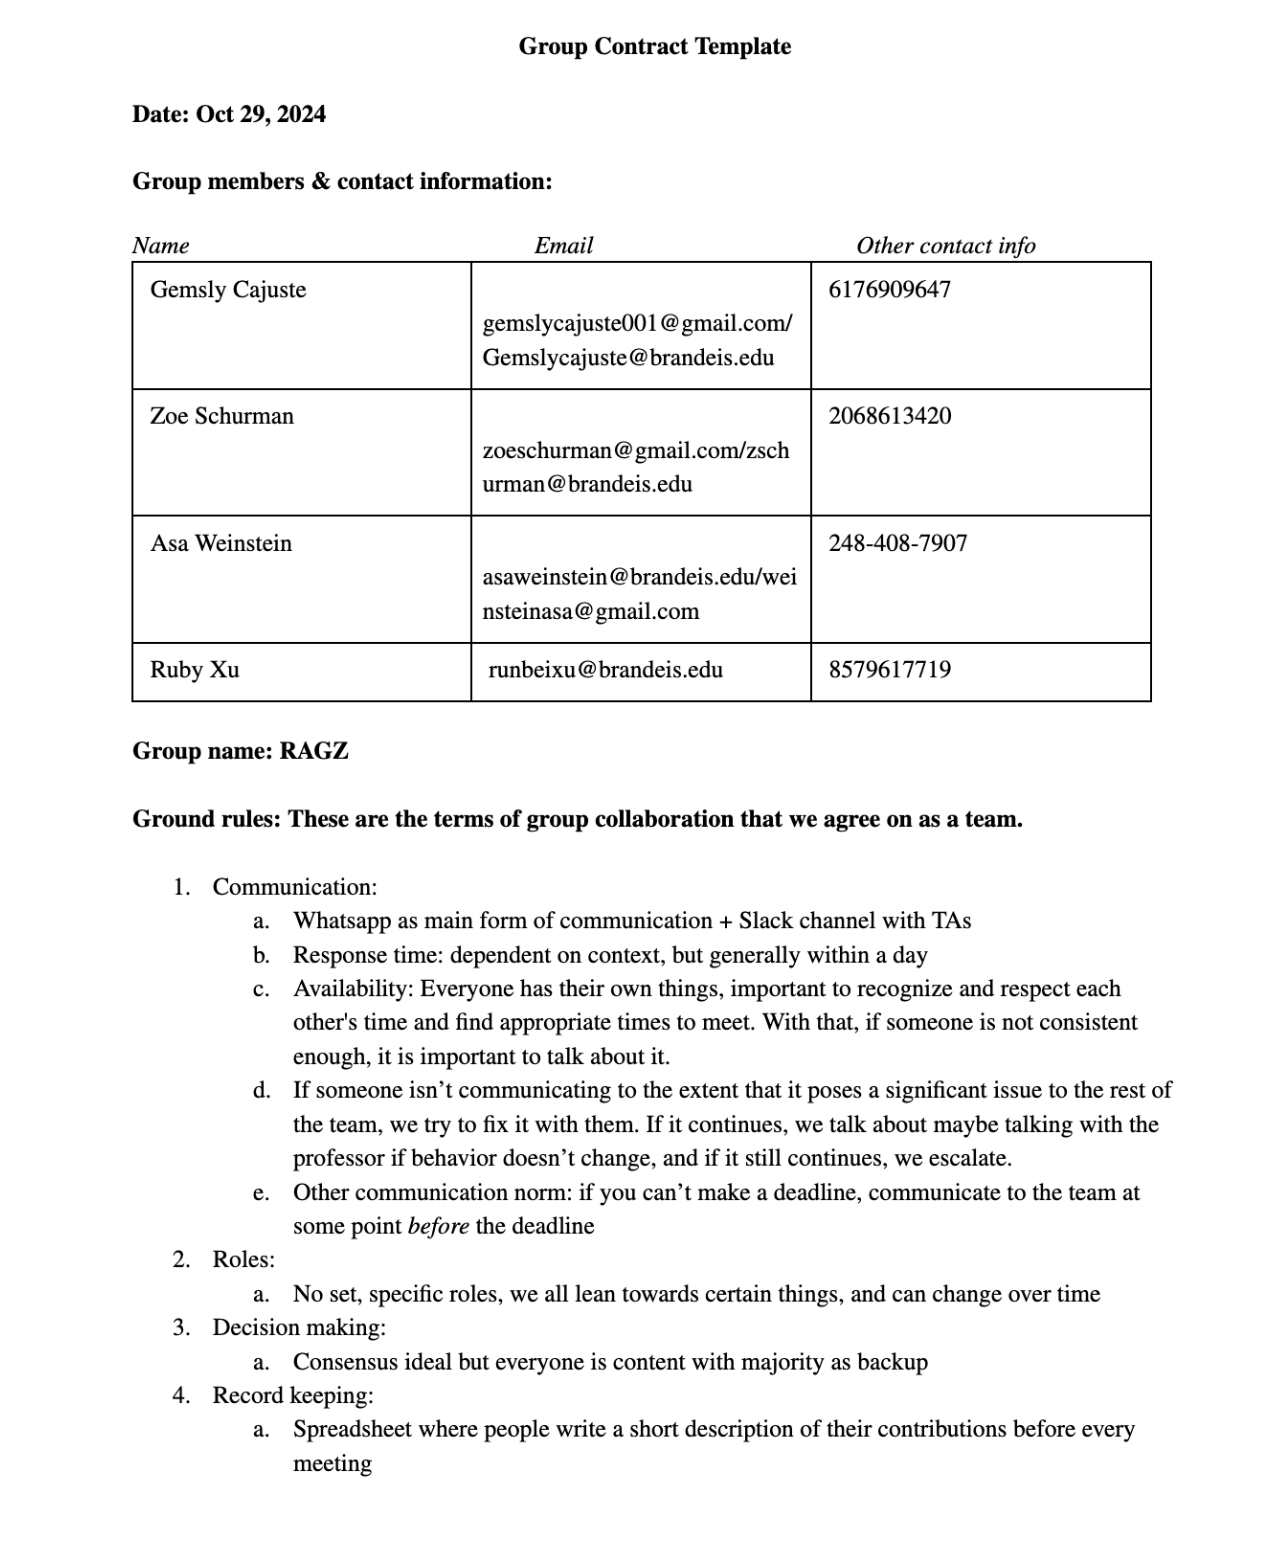 Group Contract Template
Date: Oct 29, 2024
Group members & contact information:
Name Email Other contact info
Gemsly Cajuste 6176909647
gemslycajuste001@gmail.com/
Gemslycajuste@brandeis.edu
Zoe Schurman 2068613420
zoeschurman@gmail.com/zsch
urman@brandeis.edu
Asa Weinstein 248-408-7907
asaweinstein@brandeis.edu/wei
nsteinasa@gmail.com
Ruby Xu runbeixu@brandeis.edu 8579617719
Group name: RAGZ
Ground rules: These are the terms of group collaboration that we agree on as a team.
1. Communication:
a. Whatsapp as main form of communication + Slack channel with TAs
b. Response time: dependent on context, but generally within a day
c. Availability: Everyone has their own things, important to recognize and respect each
other's time and find appropriate times to meet. With that, if someone is not consistent
enough, it is important to talk about it.
d. If someone isn’t communicating to the extent that it poses a significant issue to the rest of
the team, we try to fix it with them. If it continues, we talk about maybe talking with the
professor if behavior doesn’t change, and if it still continues, we escalate.
e. Other communication norm: if you can’t make a deadline, communicate to the team at
some point before the deadline
2. Roles:
a. No set, specific roles, we all lean towards certain things, and can change over time
3. Decision making:
a. Consensus ideal but everyone is content with majority as backup
4. Record keeping:
a. Spreadsheet where people write a short description of their contributions before every
meeting